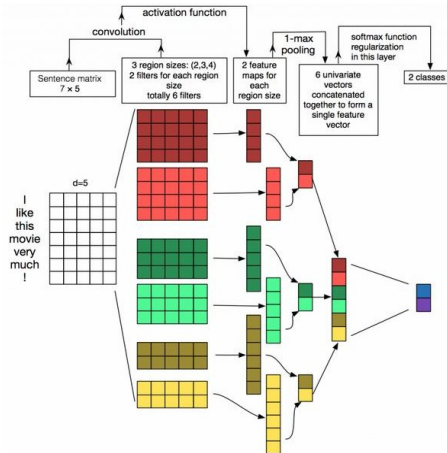 activation function
convolution
1-max
pooling
softmax function
regularization
in this layer
Sentence matrix
7 × 5
3 region sizes: (2,3,4)
2 filters for each region
size
totally 6 filters
2 feature
maps for
each
region size
6 univariate
vectors
concatenated
together to form a
single feature
vector
2 classes
d=5
I
like
this
movie
very
much
!